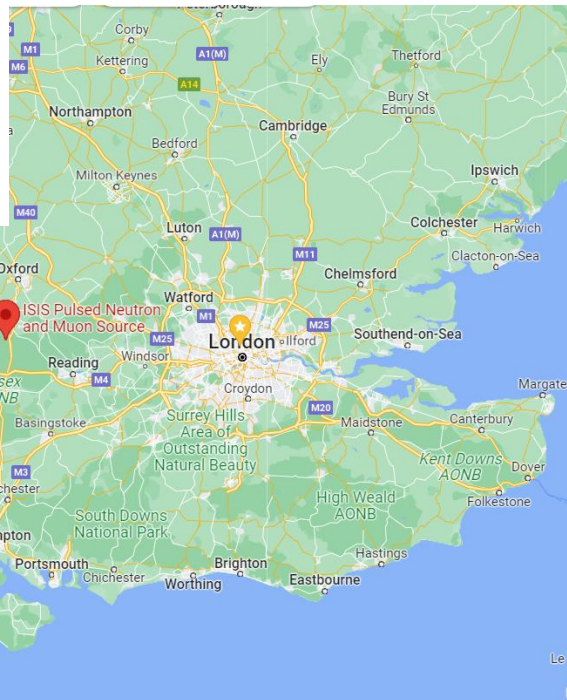 Corby
M1
A1(M)
Kettering
Ely
Thetford
M6
A14
Bury St
Edmunds
Northampton
Cambridge
Bedford
Milton Keynes
Ipswich
M40
Luton
A1(M)
Colchester
Harwich
M11
Clacton-on-Sea
Oxford
Chelmsford
Watford
ISIS Pulsed Neutron
and Muon Source
M1
M25
M25
London
Ilford
Southend-on-Sea
Windsor
Reading
M4
Croydon
Margate
M20
Basingstoke
Surrey Hills
Area of
Outstanding
Natural Beauty
Maidstone
Canterbury
Kent Downs
AONB
Dover
M3
High Weald
AONB
Folkestone
South Downs
National Park
Hastings
Portsmouth
Chichester
Brighton
Worthing
Eastbourne